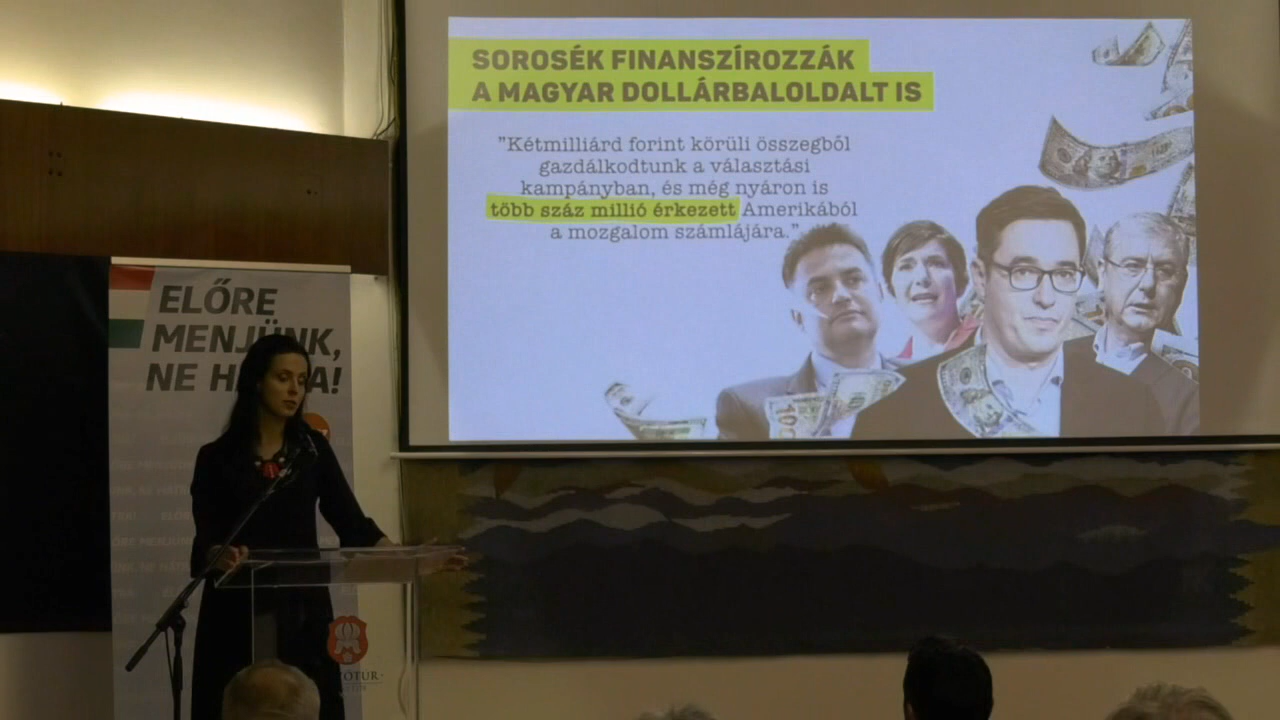 SOROSÉK FINANSZÍROZZÁK
A MAGYAR DOLLÁRBALOLDALT IS
"Kétmilliárd forint körüli összegből
gazdálkodtunk a választási
kampányban, és még nyáron is
több száz millió érkezett Amerikából
a mozgalom számlájára."
ELŐRE
MENJÜNK,
NE